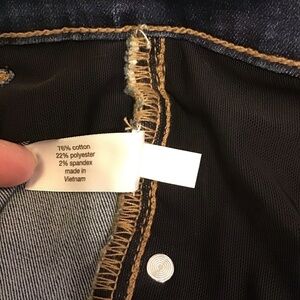 76% cotton
22% polyester
2% spandex
made in
Vietnam